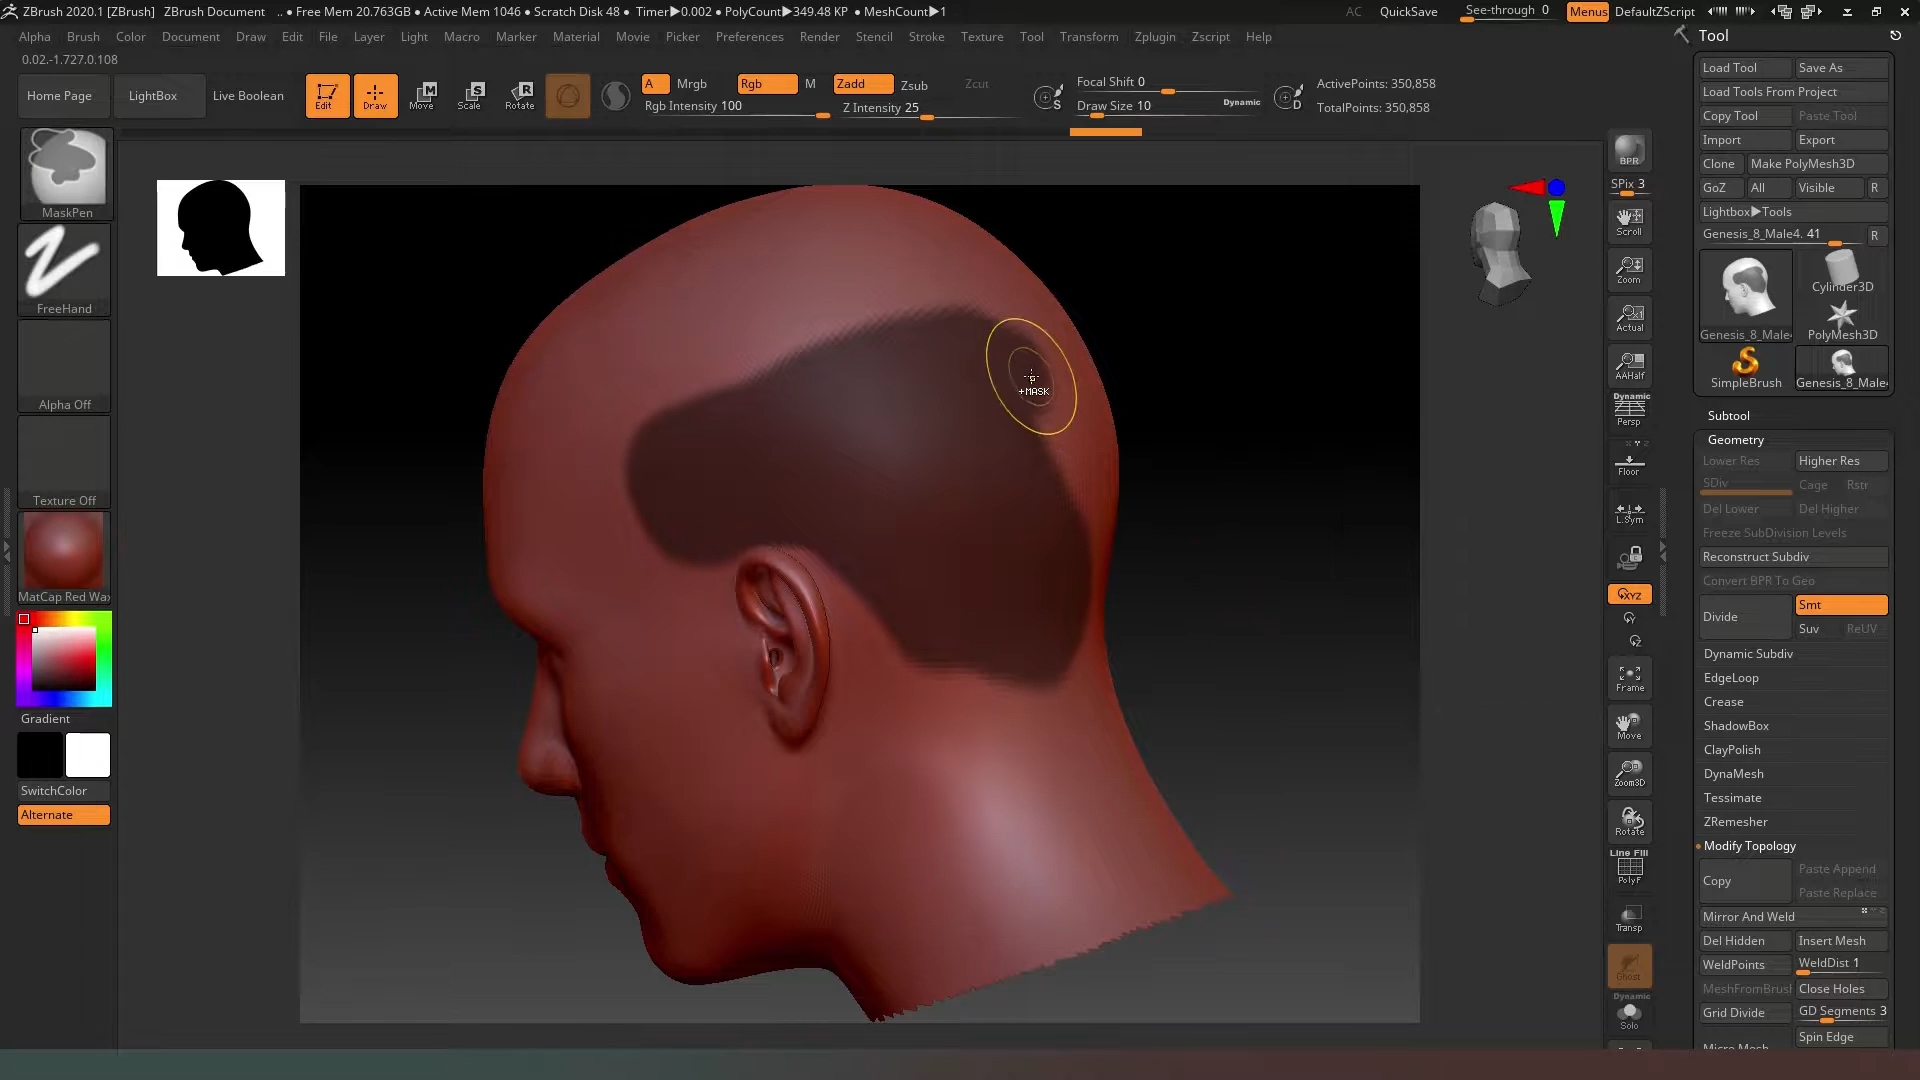 ZBrush 2020.1 [ZBrush] ZBrush Document .. • Free Mem 20.763GB • Active Mem 1046 • Scratch Disk 48 • Timer▶0.002 • PolyCount▶349.48 KP • MeshCount▶1 AC QuickSave See-through 0 Menus DefaultZScript
Alpha Brush Color Document Draw Edit File Layer Light Macro Marker Material Movie Picker Preferences Render Stencil Stroke Texture Tool Transform Zplugin Zscript Help
Tool
0.02.-1.727.0.108
Home Page LightBox Live Boolean
Edit Draw Move Scale Rotate
A Mrgb Rgb M Zadd Zsub Zcut
Rgb Intensity 100 Z Intensity 25
Focal Shift 0
Draw Size 10 Dynamic
S D
ActivePoints: 350,858
TotalPoints: 350,858
MaskPen
FreeHand
Alpha Off
Texture Off
MatCap Red Wax
Gradient
SwitchColor
Alternate
+MASK
BPR
SPix 3
Scroll
Zoom
Actual
AAHalf
Dynamic
Persp
Floor
L.Sym
XYZ
Y
Z
Frame
Move
Zoom3D
Rotate
Line Fill
PolyF
Transp
Ghost
Dynamic
Solo
Load Tool Save As
Load Tools From Project
Copy Tool Paste Tool
Import Export
Clone Make PolyMesh3D
GoZ All Visible R
Lightbox▶Tools
Genesis_8_Male4. 41 R
Cylinder3D
Genesis_8_Male PolyMesh3D
SimpleBrush Genesis_8_Male4
Subtool
Geometry
Lower Res Higher Res
SDiv Cage Rstr
Del Lower Del Higher
Freeze SubDivision Levels
Reconstruct Subdiv
Convert BPR To Geo
Divide Smt
Suv ReUV
Dynamic Subdiv
EdgeLoop
Crease
ShadowBox
ClayPolish
DynaMesh
Tessimate
ZRemesher
Modify Topology
Copy Paste Append
Paste Replace
Mirror And Weld
Del Hidden Insert Mesh
WeldPoints WeldDist 1
MeshFromBrush Close Holes
Grid Divide GD Segments 3
Spin Edge
Micro Mesh